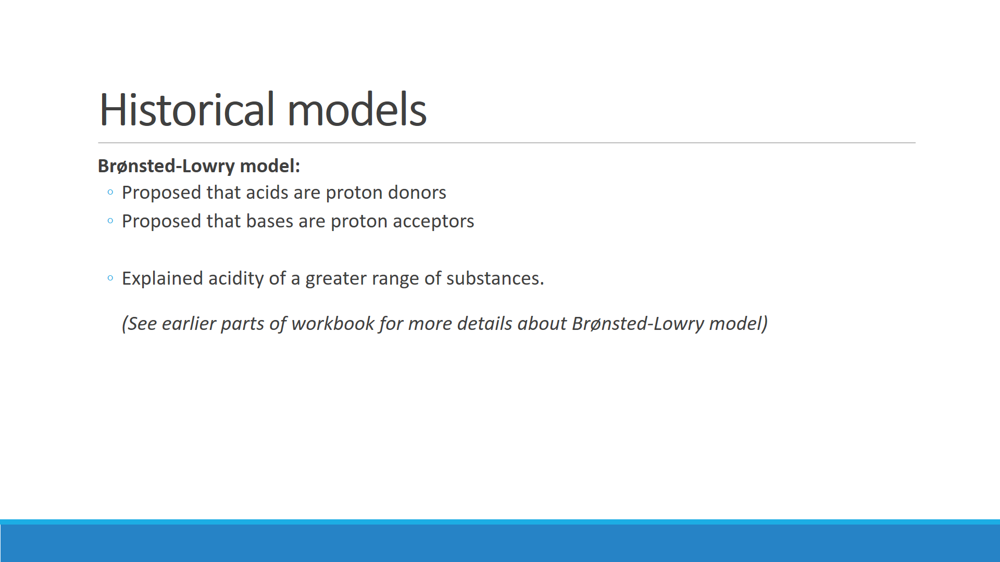 Historical models
Brønsted-Lowry model:
◦ Proposed that acids are proton donors
◦ Proposed that bases are proton acceptors
◦ Explained acidity of a greater range of substances.
(See earlier parts of workbook for more details about Brønsted-Lowry model)